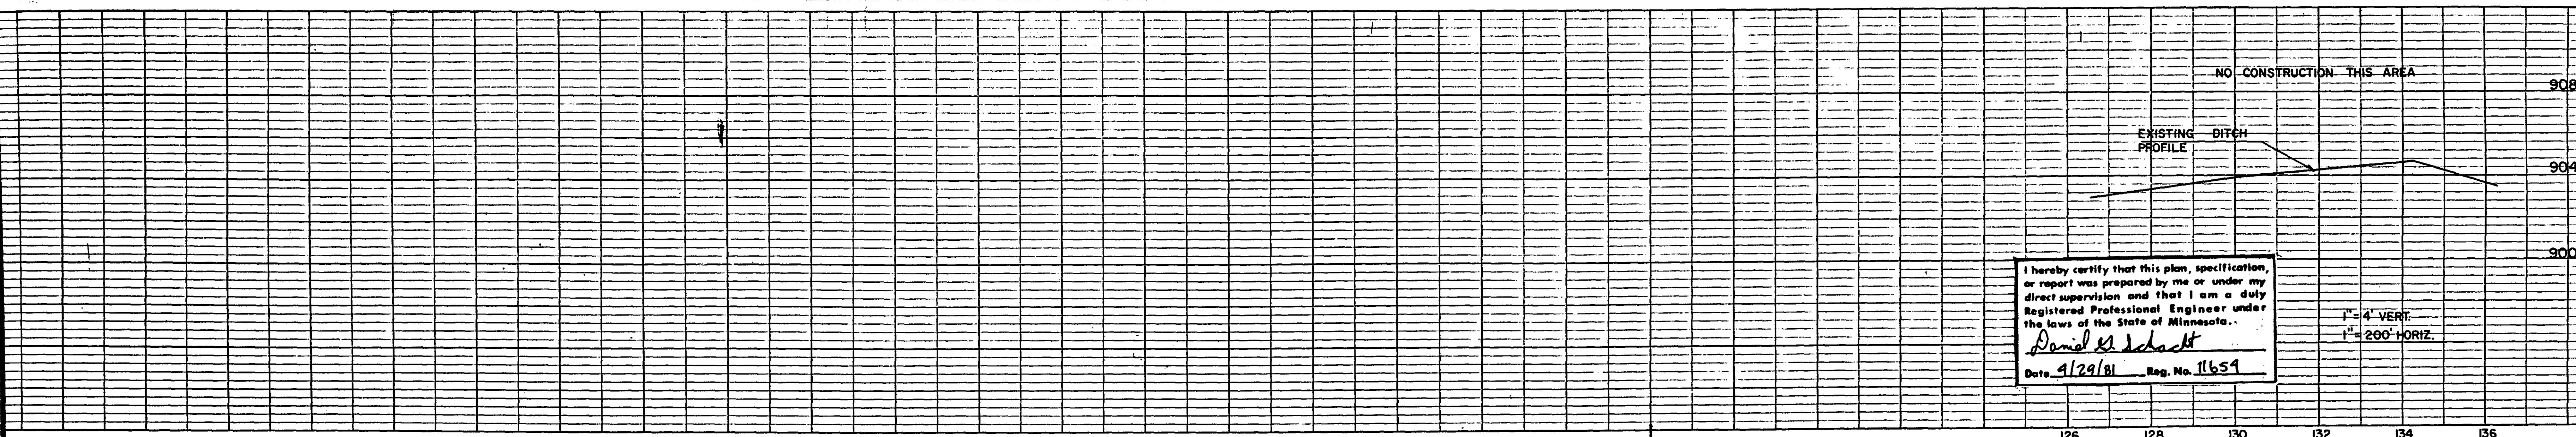 NO CONSTRUCTION THIS AREA
908
EXISTING DITCH
PROFILE
904
900
I hereby certify that this plan, specification,
or report was prepared by me or under my
direct supervision and that I am a duly
Registered Professional Engineer under
the laws of the State of Minnesota.
Daniel G. Schacht
Date 4/29/81 Reg. No. 11654
1"=4' VERT.
1"=200' HORIZ.
126 128 130 132 134 136